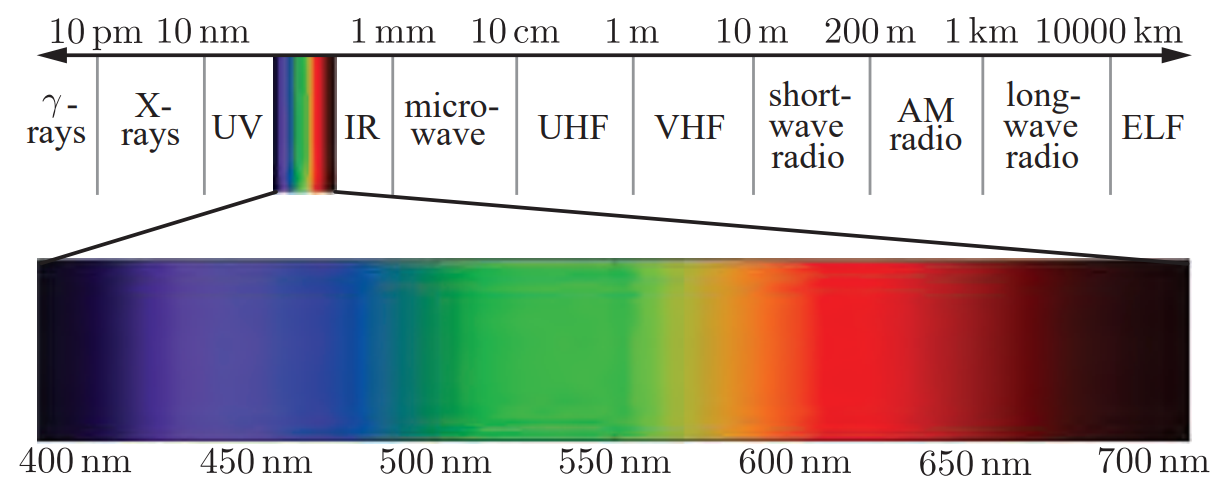 10 pm 10 nm 1 mm 10 cm 1 m 10 m 200 m 1 km 10000 km
γ-
rays
X-
rays
UV
IR
micro-
wave
UHF
VHF
short-
wave
radio
AM
radio
long-
wave
radio
ELF
400 nm 450 nm 500 nm 550 nm 600 nm 650 nm 700 nm